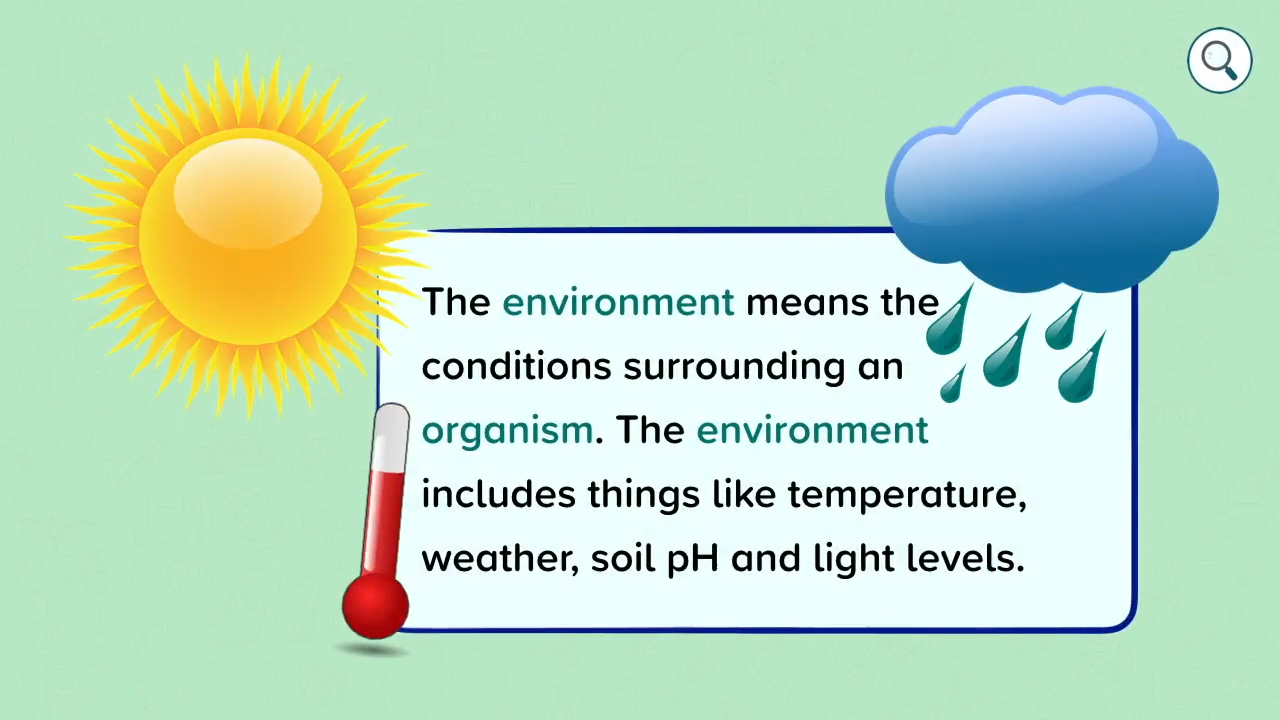 The environment means the
conditions surrounding an
organism. The environment
includes things like temperature,
weather, soil pH and light levels.